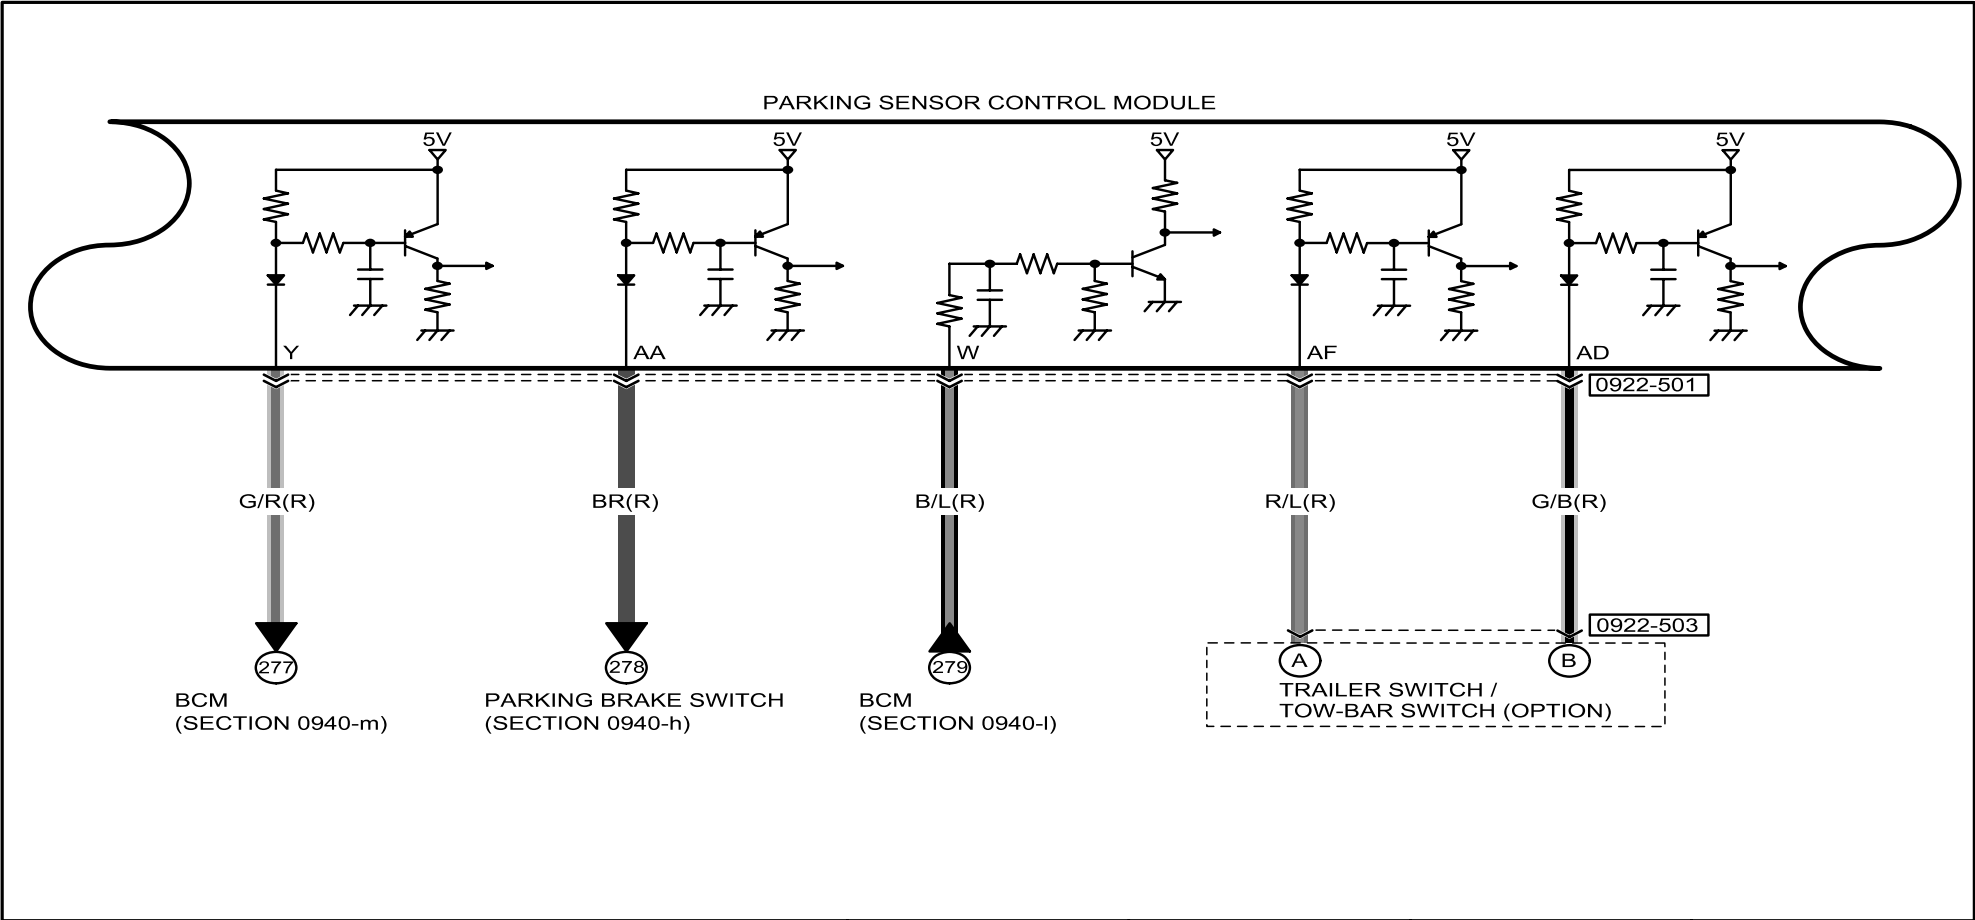 PARKING SENSOR CONTROL MODULE
5V
5V
5V
5V
5V
Y
AA
W
AF
AD
0922-501
G/R(R)
BR(R)
B/L(R)
R/L(R)
G/B(R)
0922-503
277
278
279
A
B
BCM
(SECTION 0940-m)
PARKING BRAKE SWITCH
(SECTION 0940-h)
BCM
(SECTION 0940-l)
TRAILER SWITCH /
TOW-BAR SWITCH (OPTION)